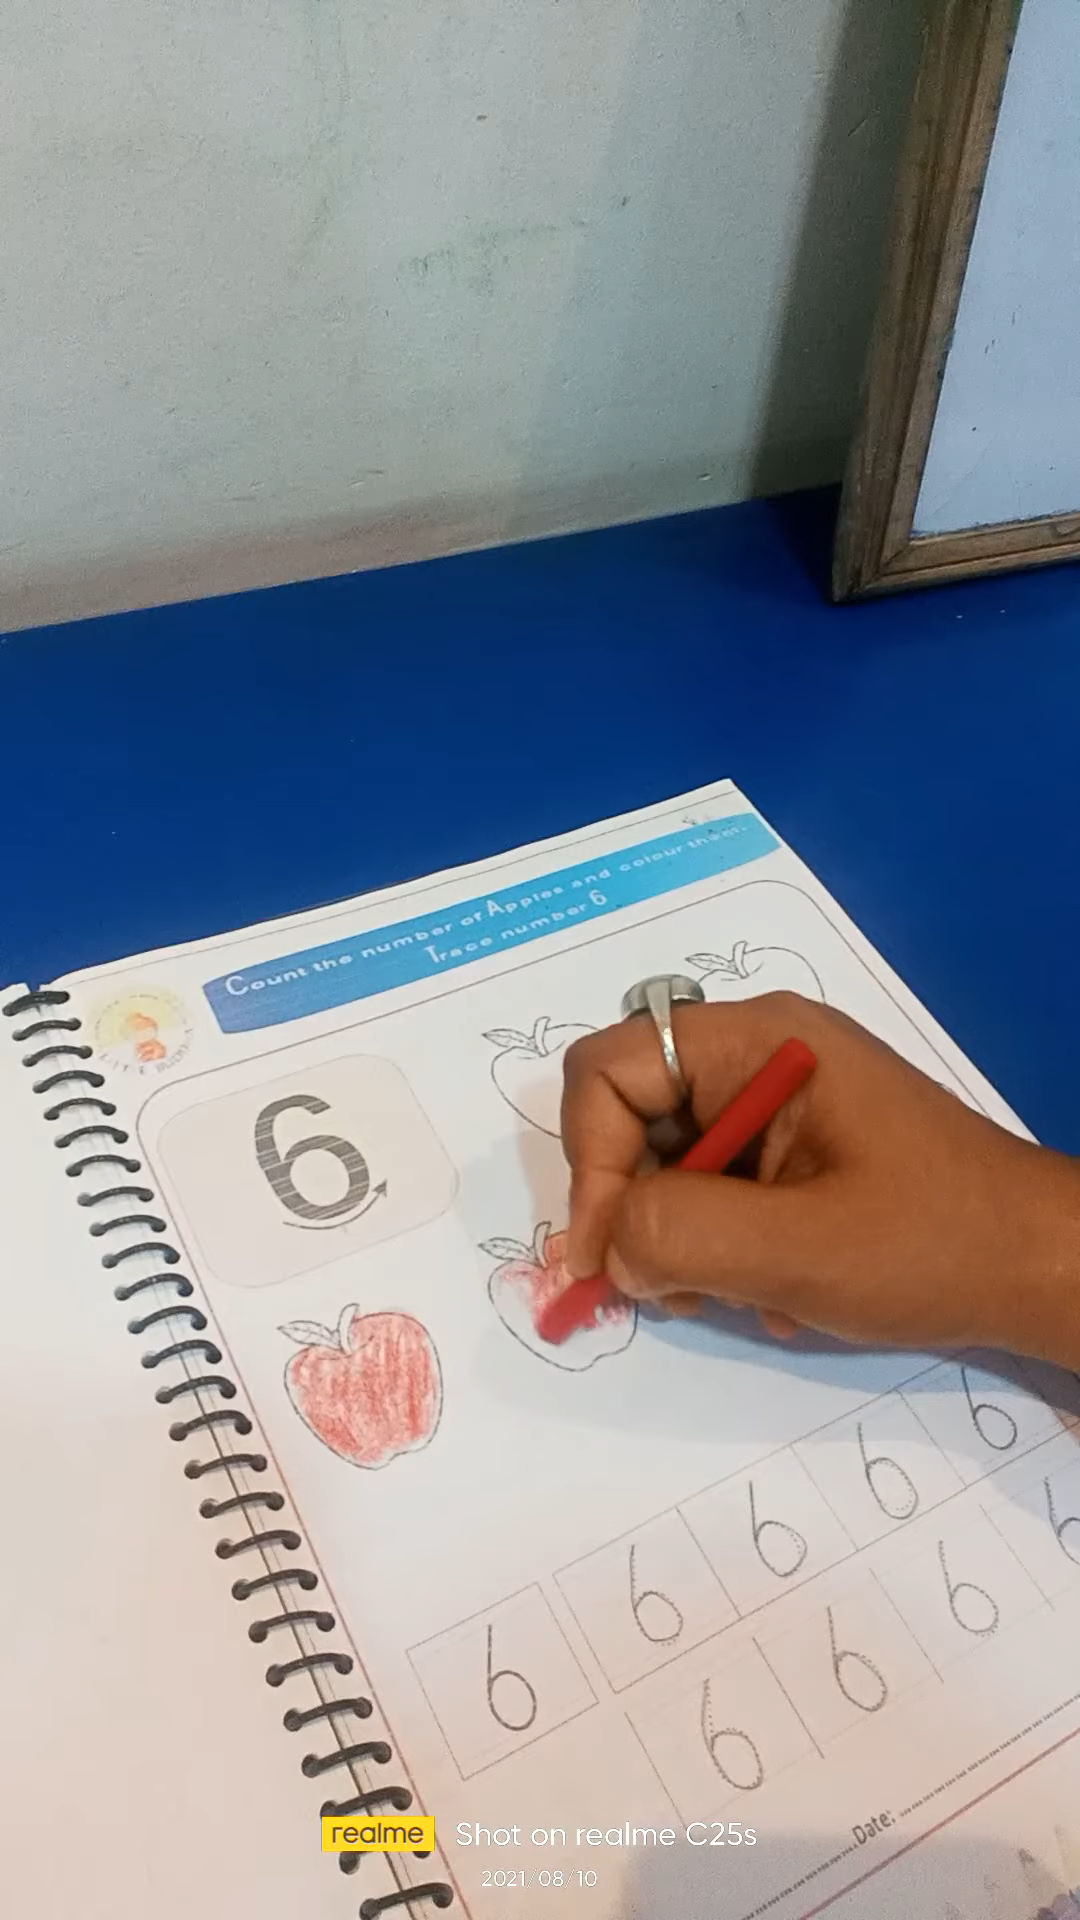 Count the number of Apples and colour them.
Trace number 6
6
6 6 6 6 6
6 6 6 6
Date:
realme Shot on realme C25s
2021/08/10